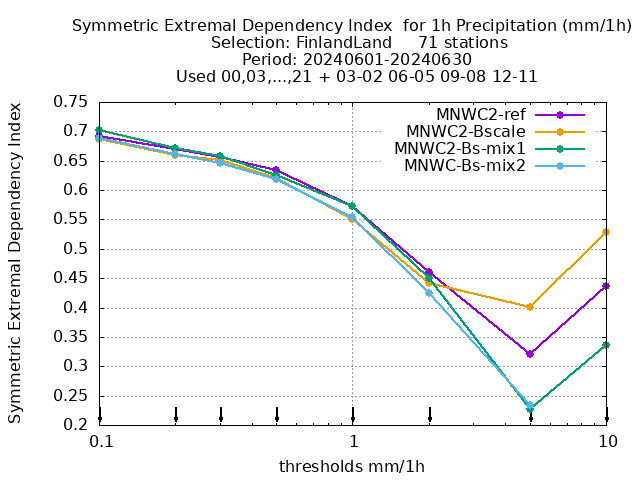 Symmetric Extremal Dependency Index  for 1h Precipitation (mm/1h)
Selection: FinlandLand     71 stations
Period: 20240601-20240630
Used 00,03,...,21 + 03-02 06-05 09-08 12-11
Symmetric Extremal Dependency Index
0.75
0.7
0.65
0.6
0.55
0.5
0.45
0.4
0.35
0.3
0.25
0.2
MNWC2-ref
MNWC2-Bscale
MNWC2-Bs-mix1
MNWC-Bs-mix2
0.1
1
10
thresholds mm/1h